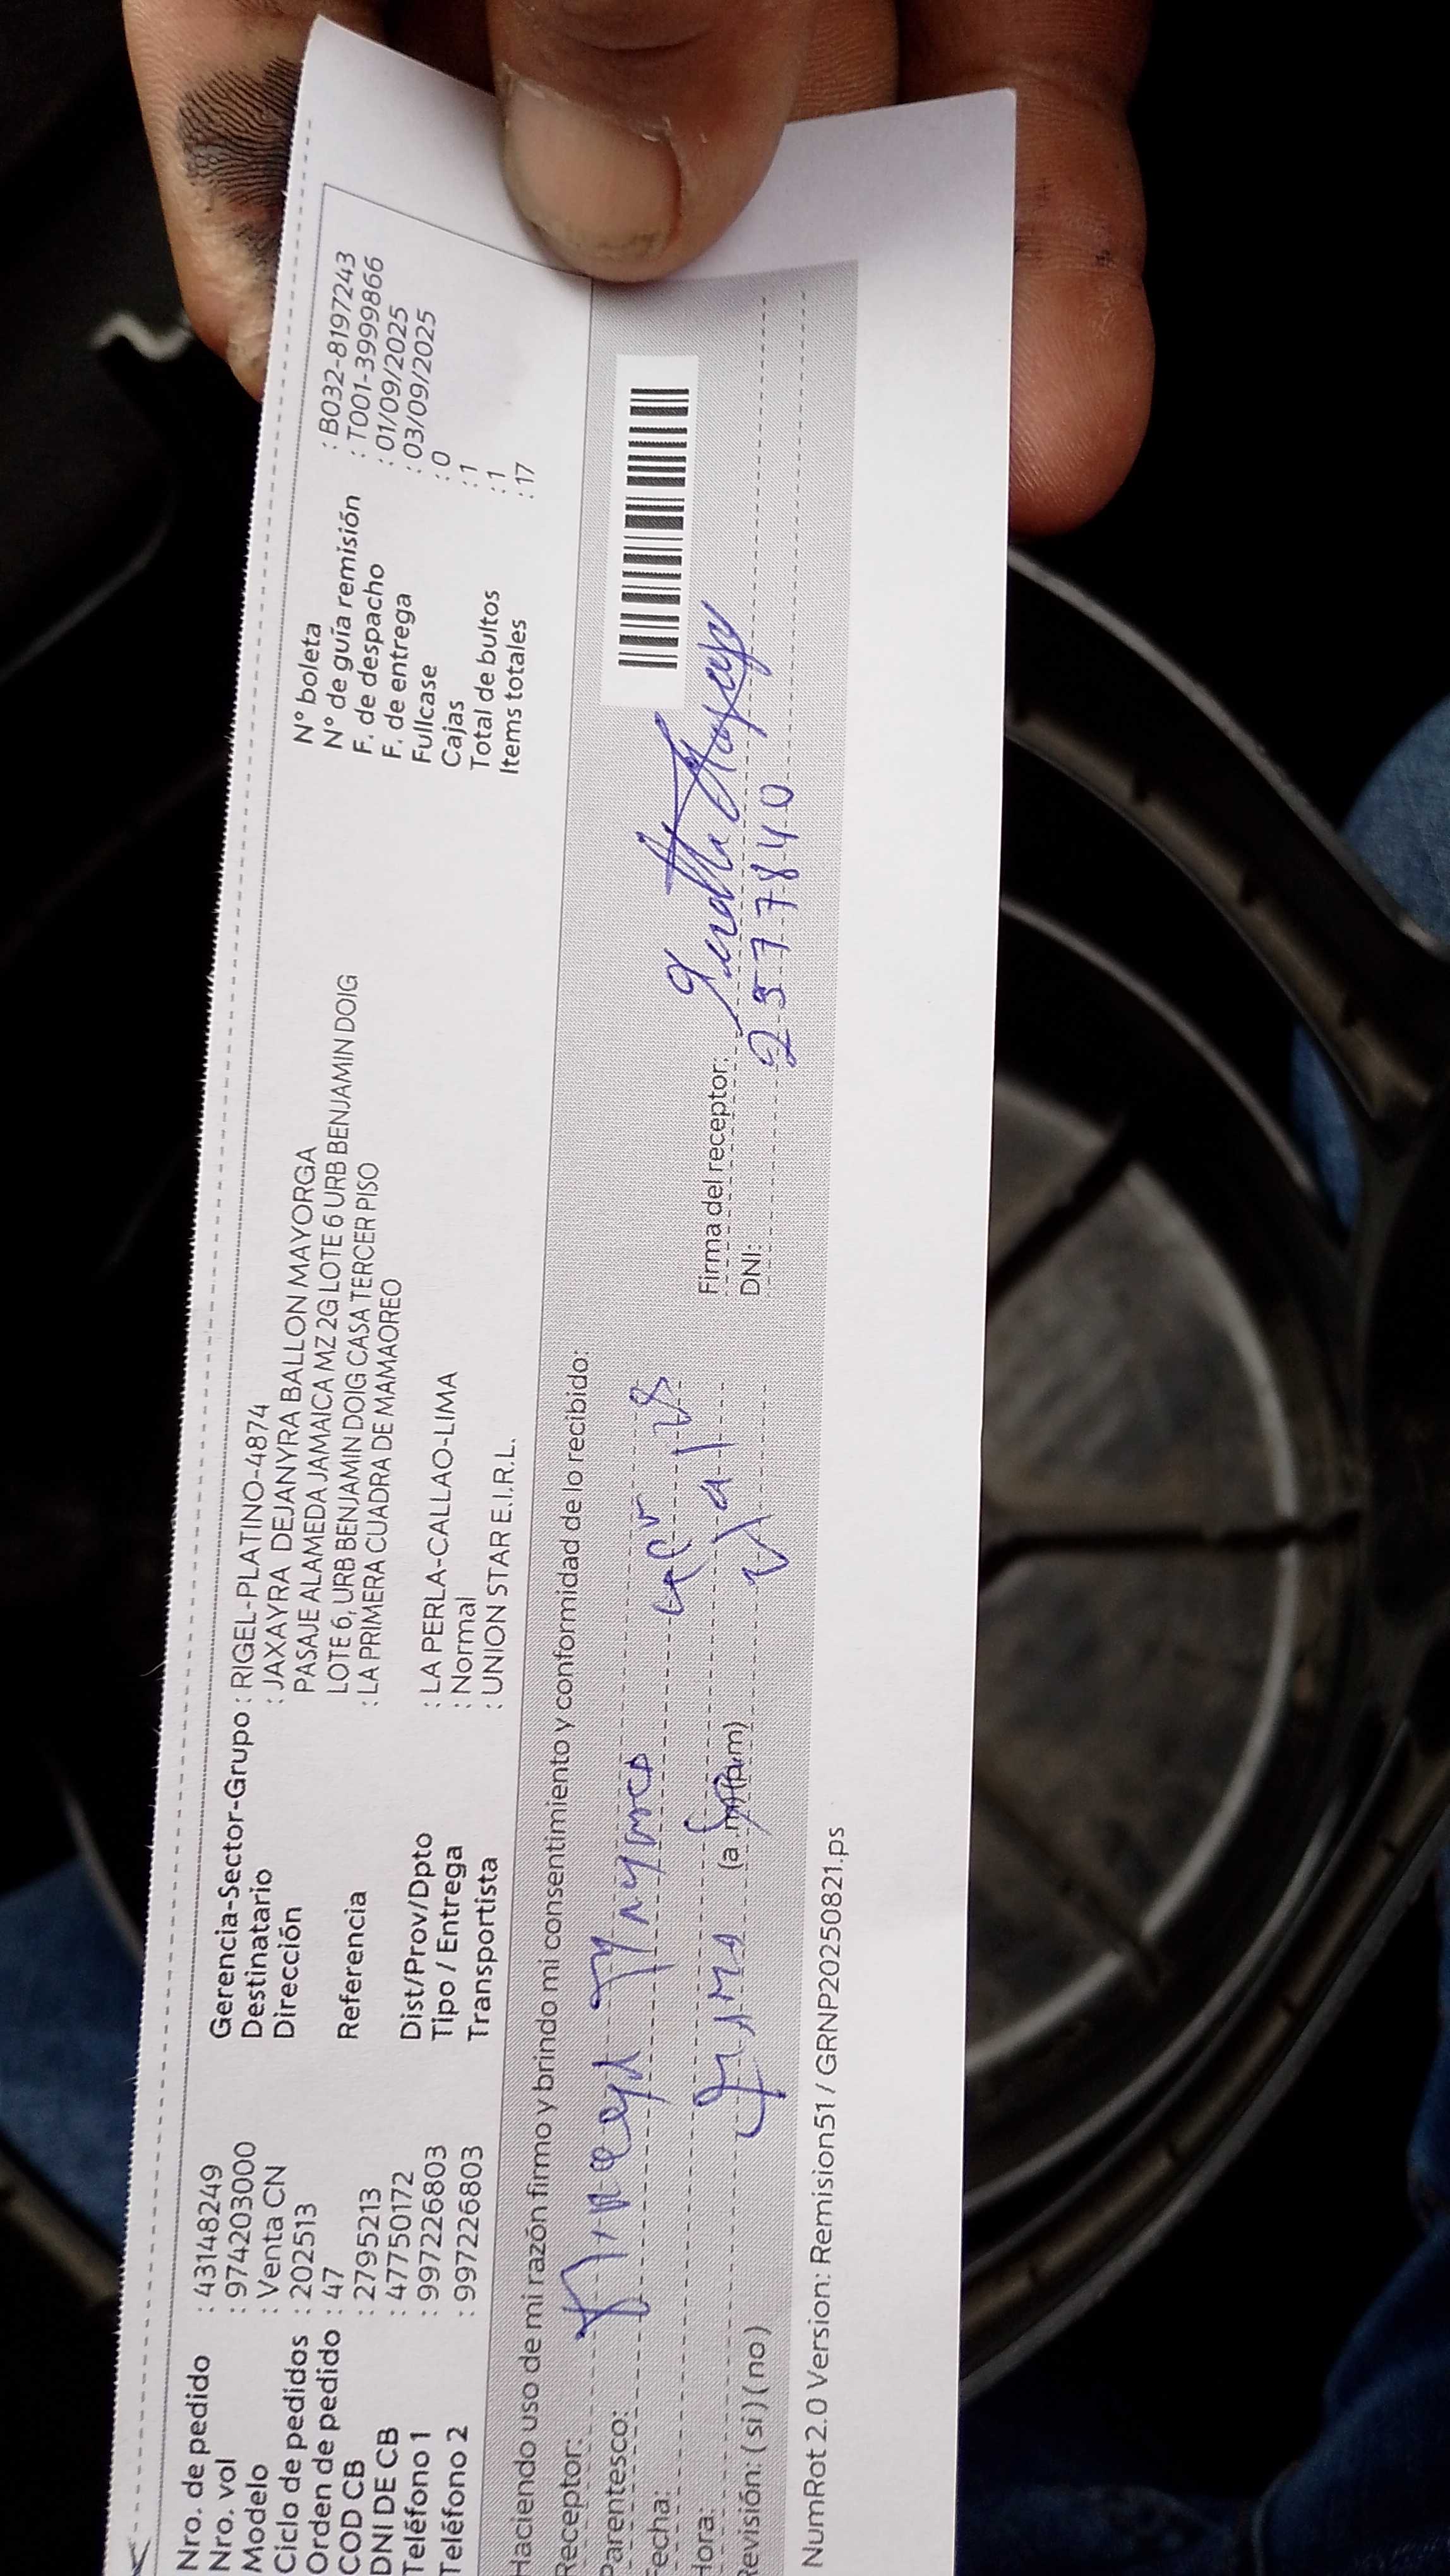 Nro. de pedido : 43148249
Nro. vol : 974203000
Modelo : Venta CN
Ciclo de pedidos : 202513
Orden de pedido : 47
COD CB : 2795213
DNI DE CB : 47750172
Teléfono 1 : 997226803
Teléfono 2 : 997226803
Gerencia-Sector-Grupo : RIGEL-PLATINO-4874
Destinatario : JAXAYRA DEJANYRA BALLON MAYORGA
Dirección PASAJE ALAMEDA JAMAICA MZ 2G LOTE 6 URB BENJAMIN DOIG
LOTE 6, URB BENJAMIN DOIG CASA TERCER PISO
Referencia : LA PRIMERA CUADRA DE MAMAOREO
Dist/Prov/Dpto : LA PERLA-CALLAO-LIMA
Tipo / Entrega : Normal
Transportista : UNION STAR E.I.R.L.
N° boleta : B032-8197243
N° de guía remisión : T001-3999866
F. de despacho : 01/09/2025
F. de entrega : 03/09/2025
Fullcase : 0
Cajas : 1
Total de bultos : 1
Items totales : 17
Haciendo uso de mi razón firmo y brindo mi consentimiento y conformidad de lo recibido:
Receptor:
Parentesco:
Fecha:
Hora: (a.m)(p.m)
Revisión: ( si ) ( no )
Firma del receptor:
DNI: 25777840
NumRot 2.0 Version: Remision51 / GRNP20250821.ps